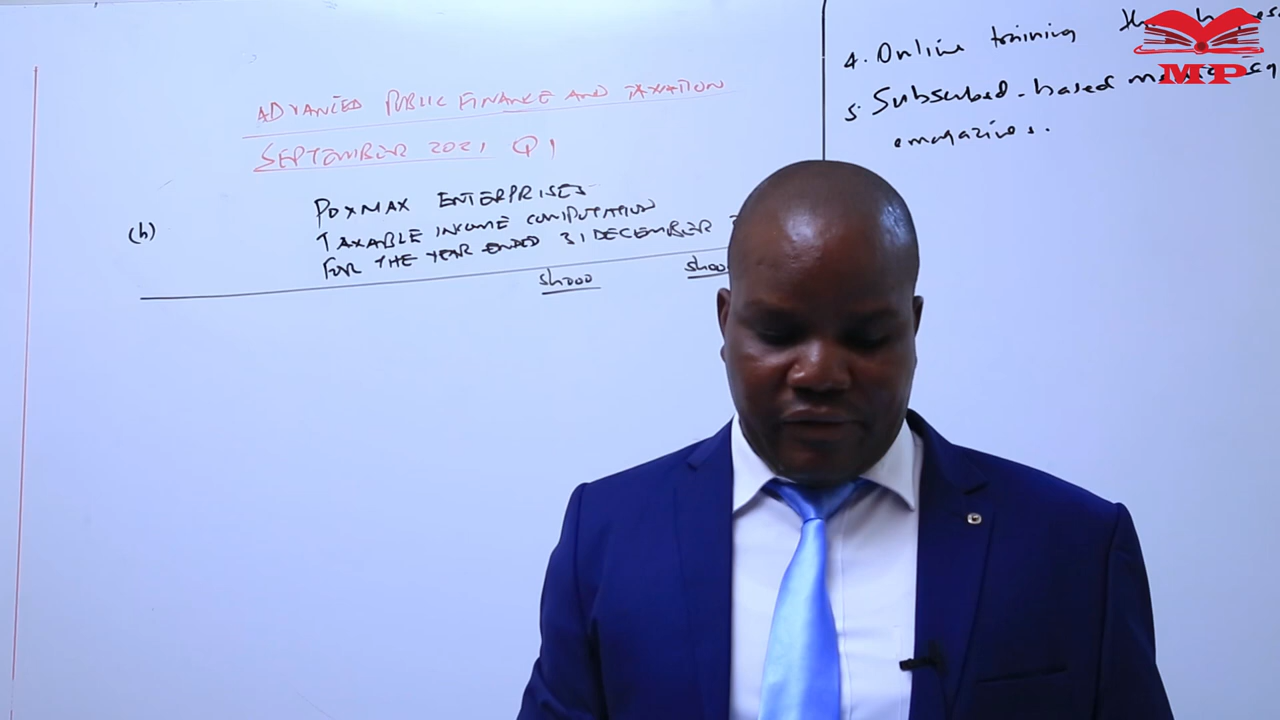 ADVANCED PUBLIC FINANCE AND TAXATION
SEPTEMBER 2021 Q1
(b)
POXMAX ENTERPRISES
TAXABLE INCOME COMPUTATION
FOR THE YEAR ENDED 31 DECEMBER
sh000 sh00
4. Online training
5. Subscribed-based
emagazines.
MP